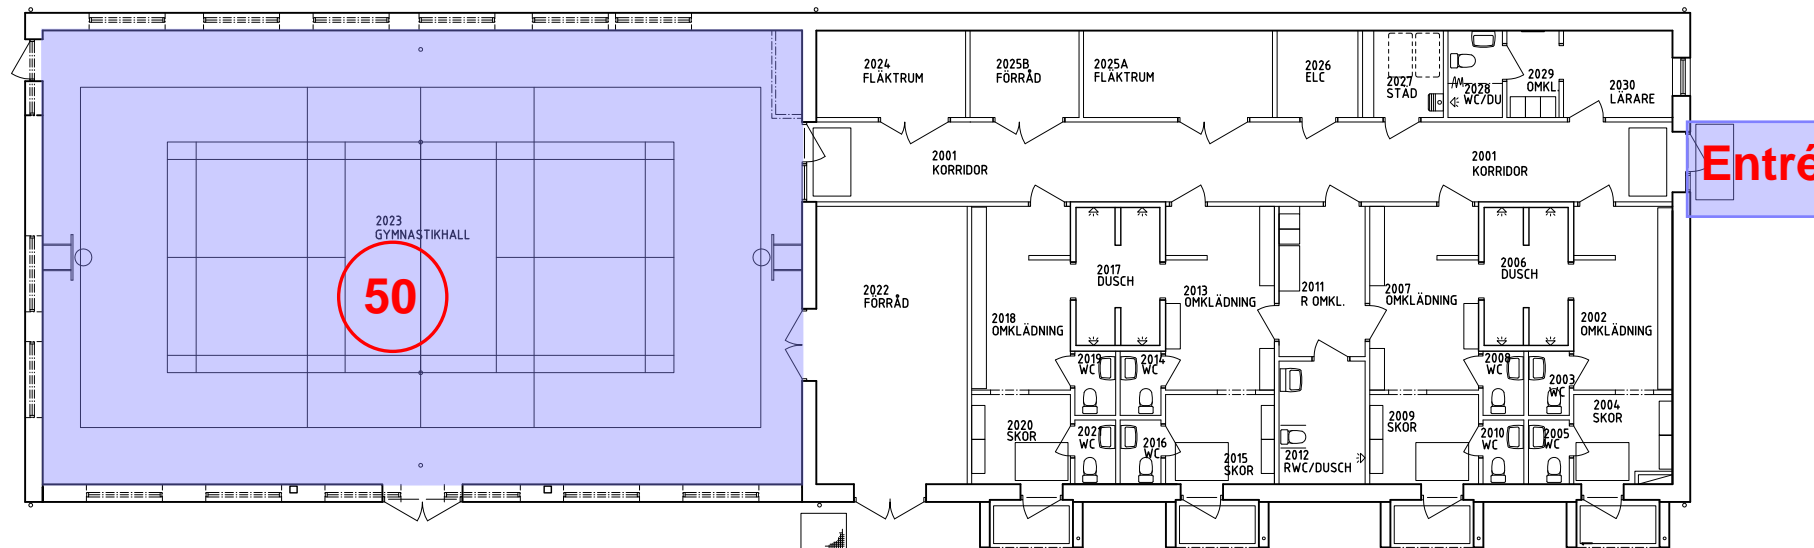 2024
FLÄKTRUM
2025B
FÖRRÅD
2025A
FLÄKTRUM
2026
ELC
2027
STÄD
2028
WC/DU
2029
OMKL.
2030
LÄRARE
2001
KORRIDOR
2001
KORRIDOR
Entré
2023
GYMNASTIKHALL
50
2022
FÖRRÅD
2018
OMKLÄDNING
2017
DUSCH
2013
OMKLÄDNING
2011
R OMKL.
2007
OMKLÄDNING
2006
DUSCH
2002
OMKLÄDNING
2019
WC
2014
WC
2008
WC
2003
WC
2020
SKOR
2021
WC
2016
WC
2015
SKOR
2012
RWC/DUSCH
2009
SKOR
2010
WC
2005
WC
2004
SKOR